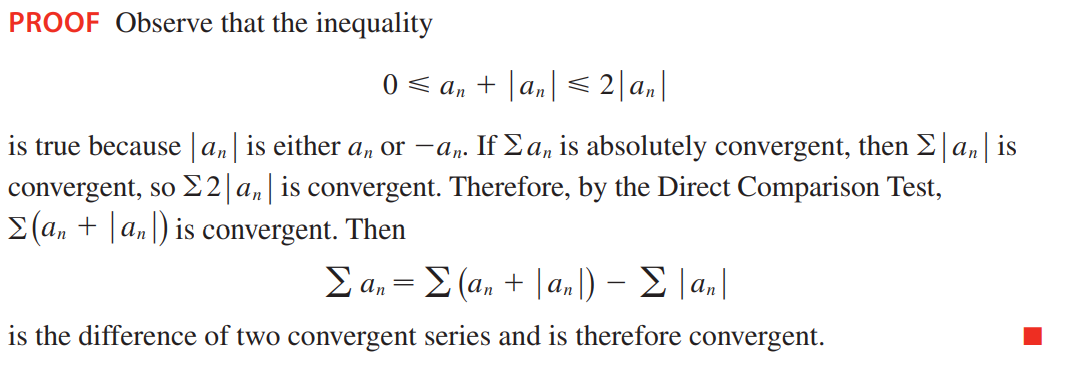 PROOF Observe that the inequality
0 ⩽ aₙ + |aₙ| ⩽ 2|aₙ|
is true because |aₙ| is either aₙ or −aₙ. If Σaₙ is absolutely convergent, then Σ|aₙ| is
convergent, so Σ2|aₙ| is convergent. Therefore, by the Direct Comparison Test,
Σ(aₙ + |aₙ|) is convergent. Then
Σ aₙ = Σ (aₙ + |aₙ|) − Σ |aₙ|
is the difference of two convergent series and is therefore convergent.